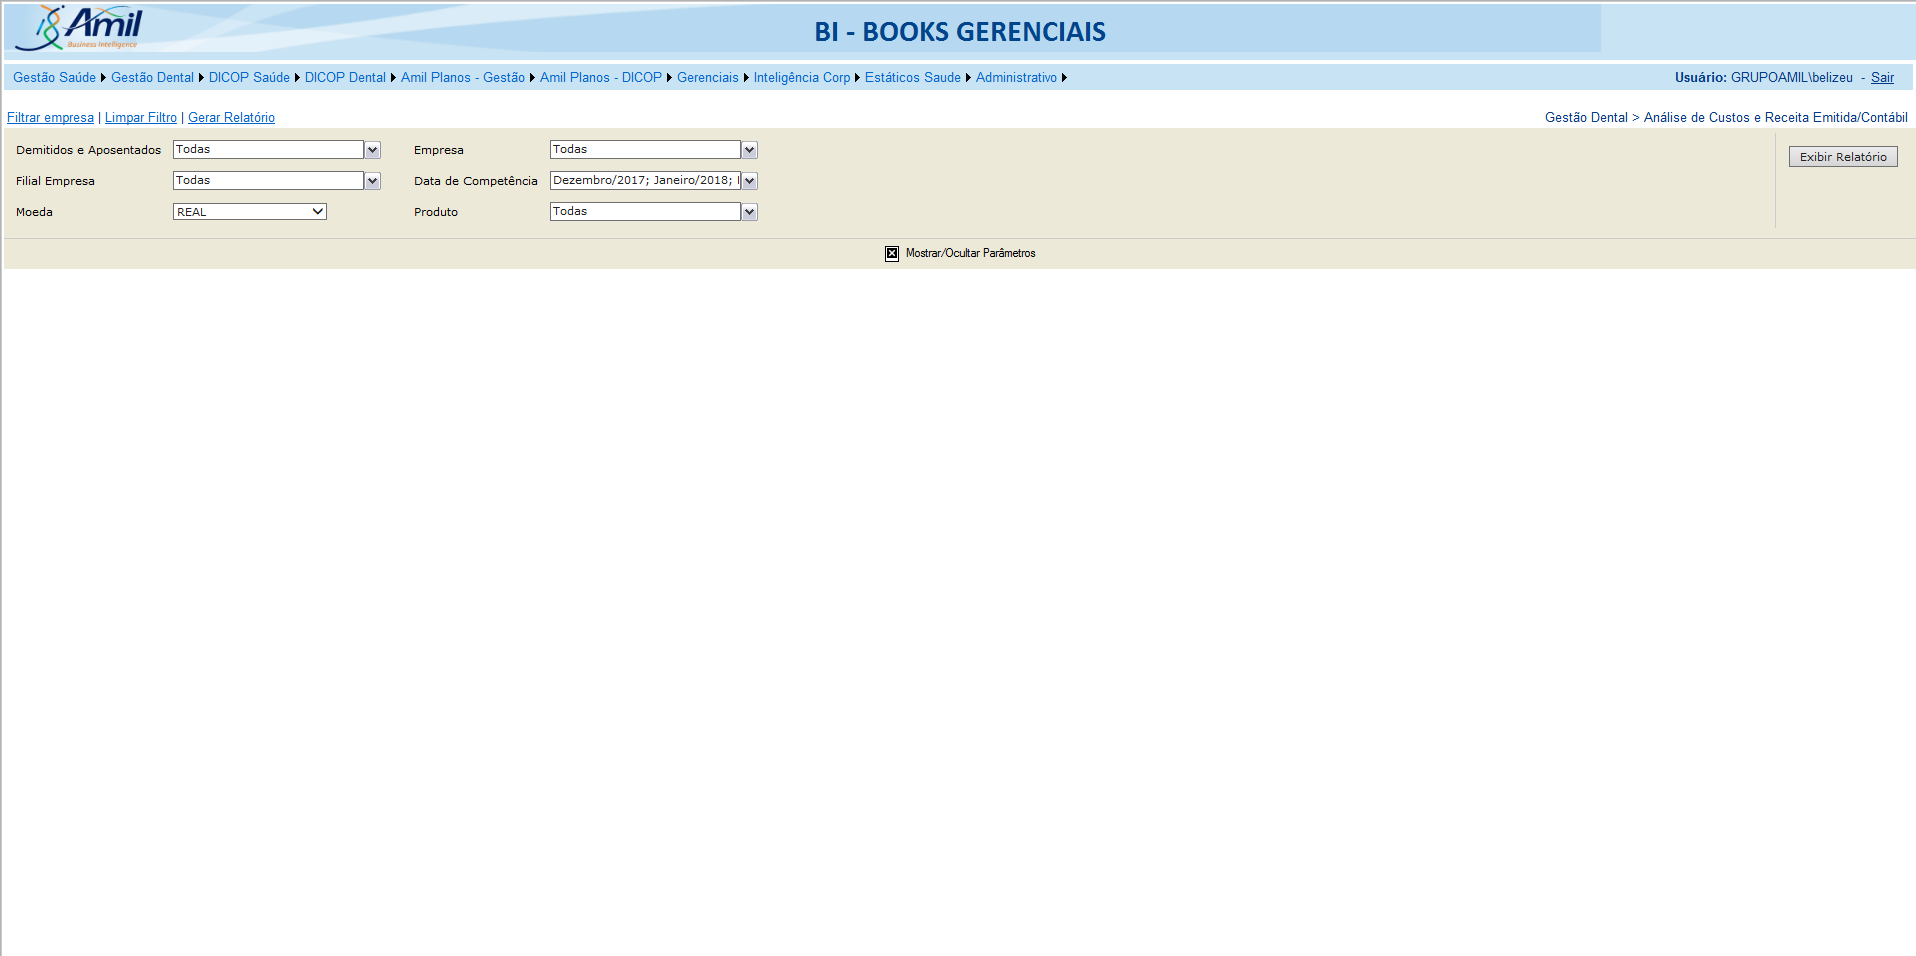 Amil
Business Intelligence
BI - BOOKS GERENCIAIS
Gestão Saúde Gestão Dental DICOP Saúde DICOP Dental Amil Planos - Gestão Amil Planos - DICOP Gerenciais Inteligência Corp Estáticos Saude Administrativo Usuário: GRUPOAMIL\belizeu - Sair
Filtrar empresa | Limpar Filtro | Gerar Relatório Gestão Dental > Análise de Custos e Receita Emitida/Contábil
Demitidos e Aposentados Todas Empresa Todas Exibir Relatório
Filial Empresa Todas Data de Competência Dezembro/2017; Janeiro/2018;
Moeda REAL Produto Todas
Mostrar/Ocultar Parâmetros